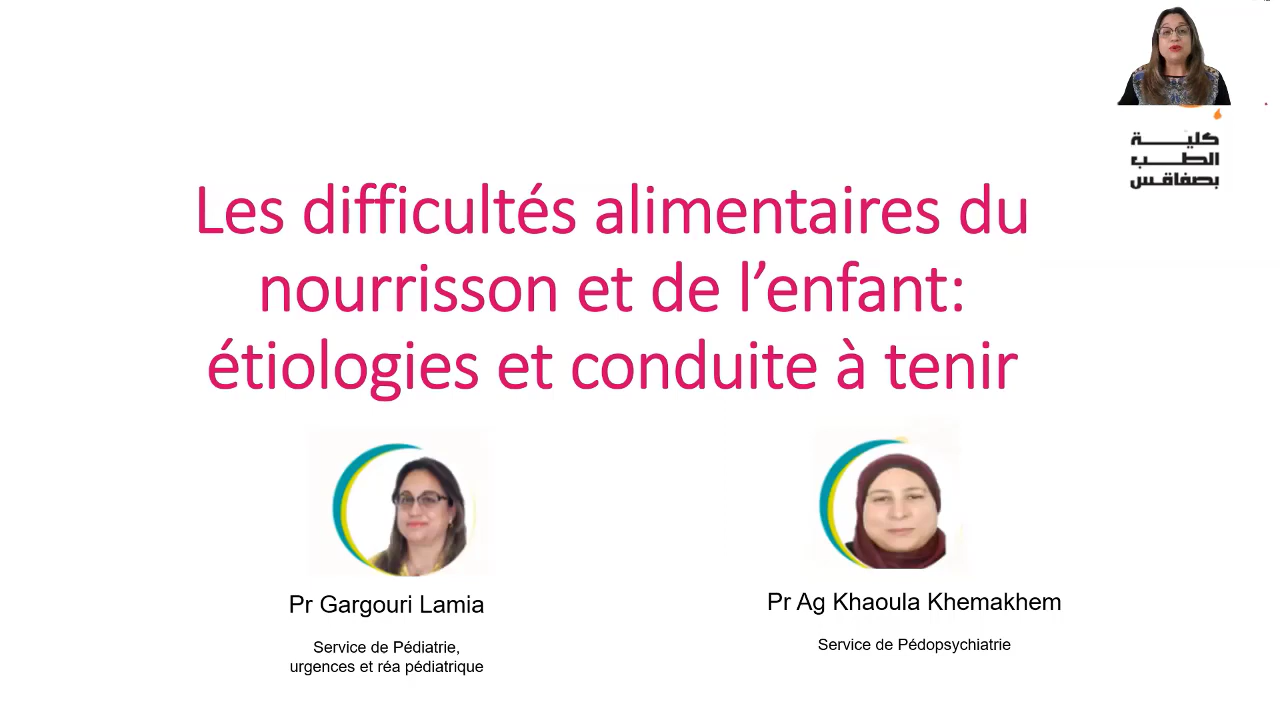 كليّة
الطب
بصفاقس
Les difficultés alimentaires du
nourrisson et de l’enfant:
étiologies et conduite à tenir
Pr Gargouri Lamia
Service de Pédiatrie,
urgences et réa pédiatrique
Pr Ag Khaoula Khemakhem
Service de Pédopsychiatrie